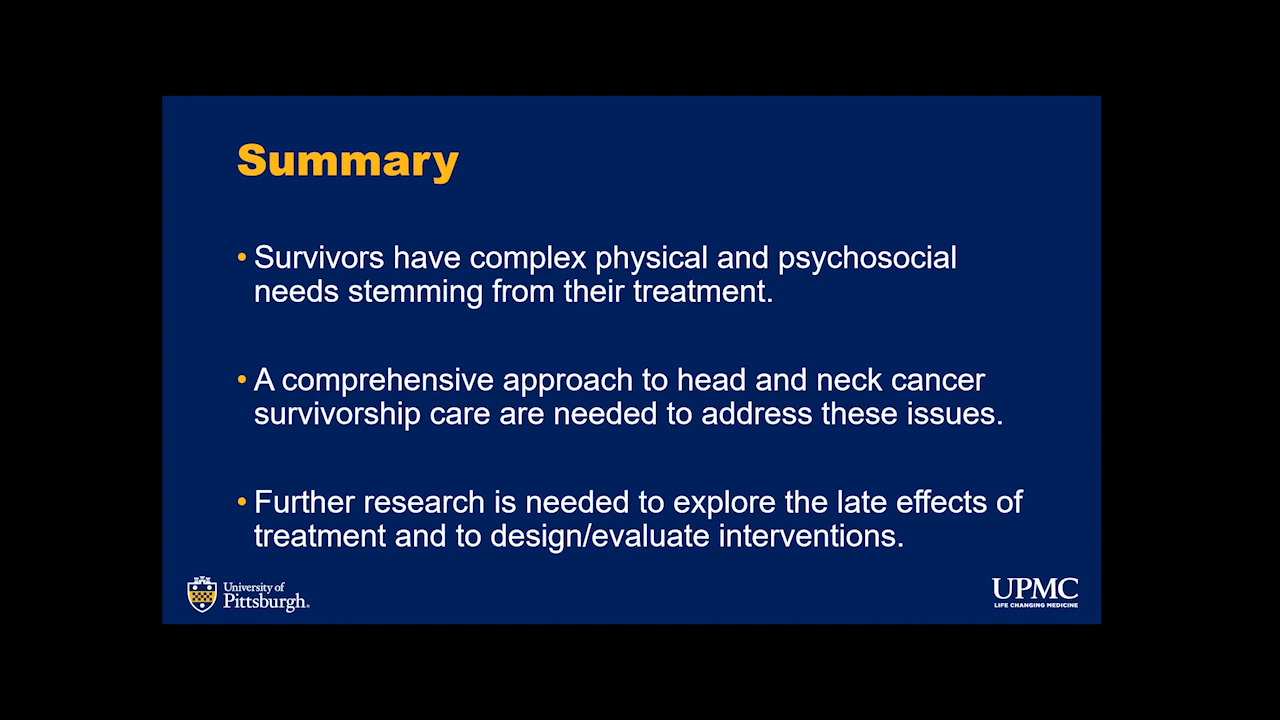 Summary
• Survivors have complex physical and psychosocial
needs stemming from their treatment.
• A comprehensive approach to head and neck cancer
survivorship care are needed to address these issues.
• Further research is needed to explore the late effects of
treatment and to design/evaluate interventions.
University of
Pittsburgh.
UPMC
LIFE CHANGING MEDICINE